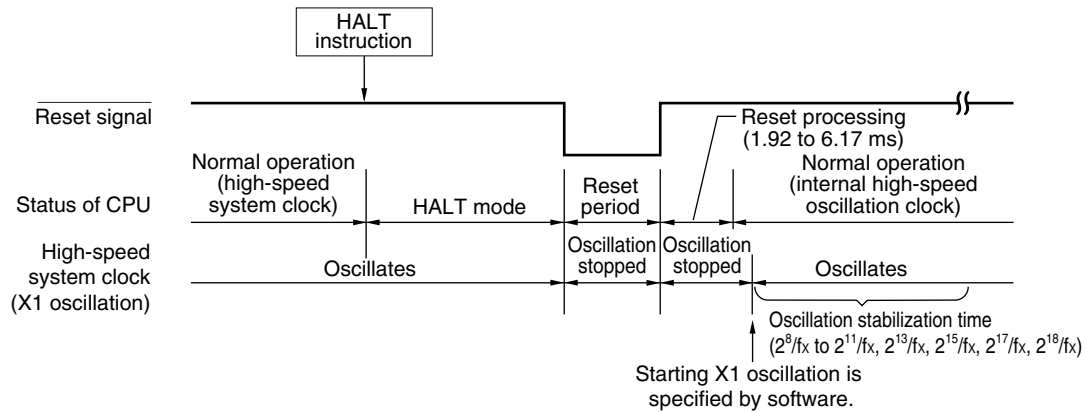 HALT
instruction
Reset signal
Reset processing
(1.92 to 6.17 ms)
Normal operation
(high-speed
system clock)
Status of CPU
HALT mode
Reset
period
Normal operation
(internal high-speed
oscillation clock)
High-speed
system clock
(X1 oscillation)
Oscillates
Oscillation
stopped
Oscillation
stopped
Oscillates
Oscillation stabilization time
(2⁸/fx to 2¹¹/fx, 2¹³/fx, 2¹⁵/fx, 2¹⁷/fx, 2¹⁸/fx)
Starting X1 oscillation is
specified by software.